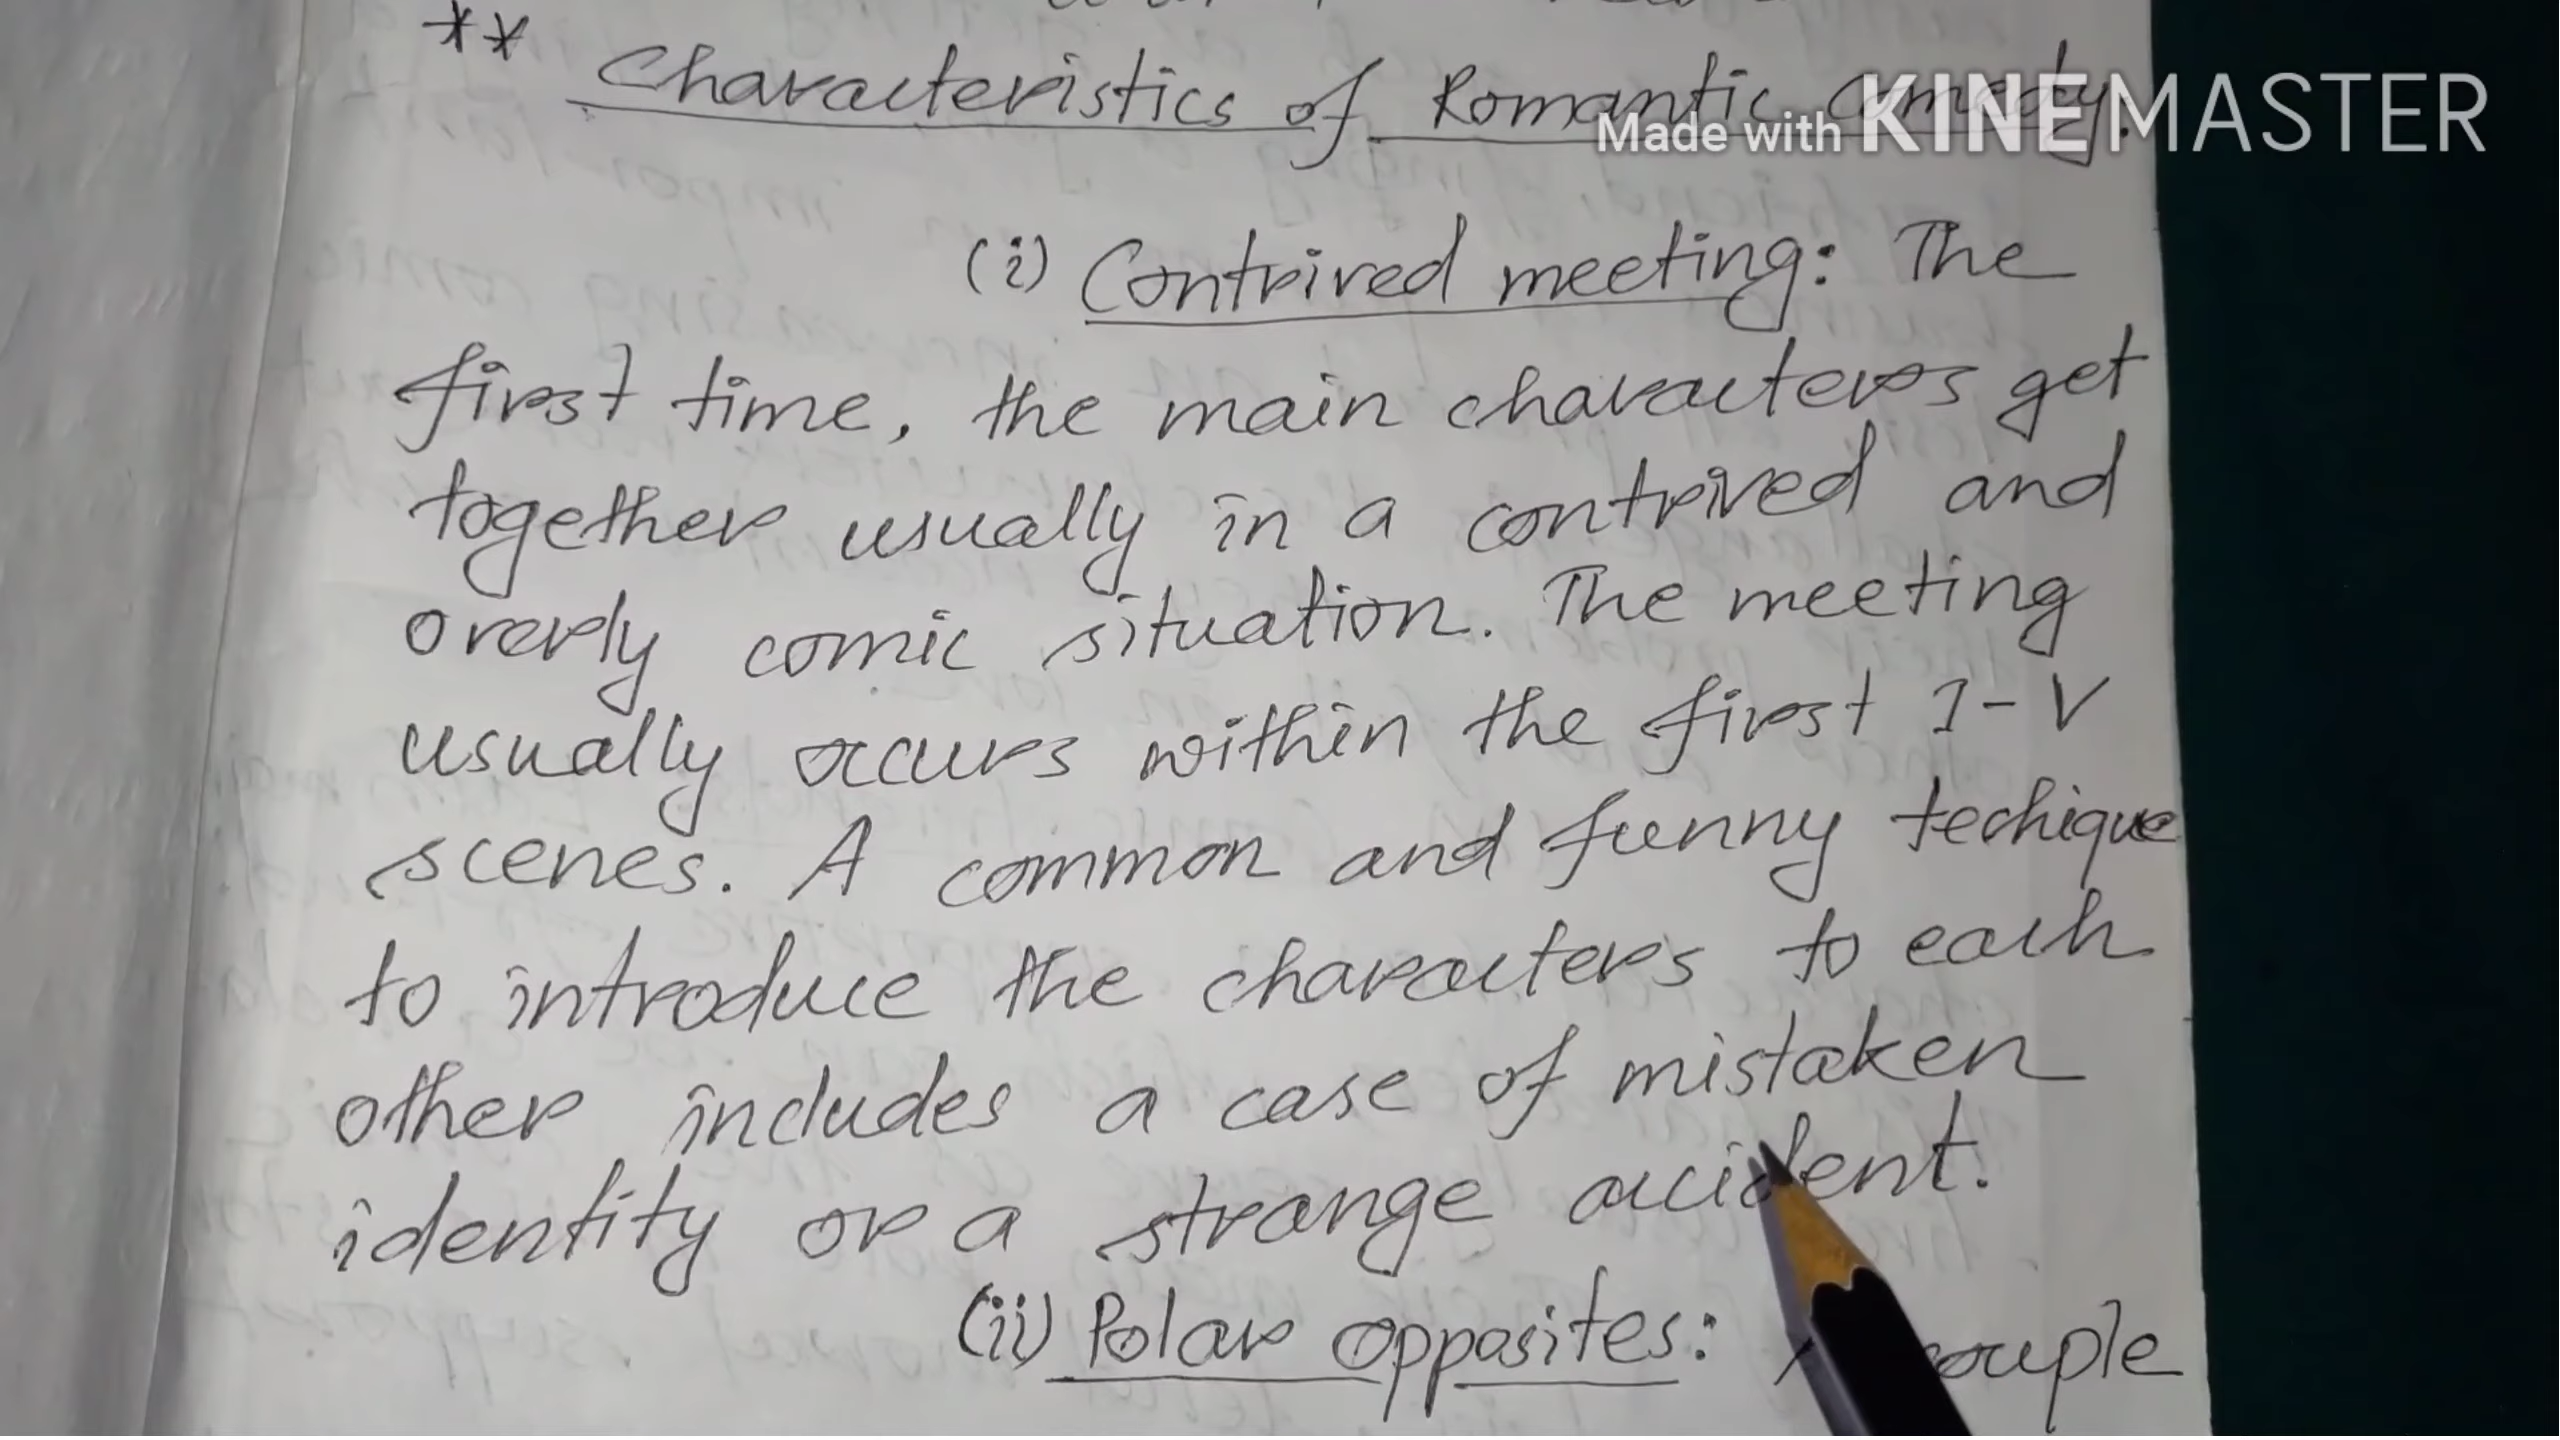 ** Characteristics of Romantic Comedy.
Made with KINEMASTER
(i) Contrived meeting: The
first time, the main characters get
together usually in a contrived and
overly comic situation. The meeting
usually occurs within the first I-V
scenes. A common and funny techique
to introduce the characters to each
other includes a case of mistaken
identity or a strange accident.
(ii) Polar opposites: couple